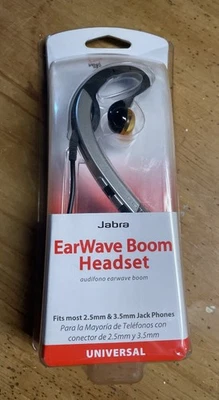 Jabra
EarWave Boom
Headset
audífono earwave boom
Fits most 2.5mm & 3.5mm Jack Phones
Para la Mayoría de Teléfonos con
conector de 2.5mm y 3.5mm
UNIVERSAL